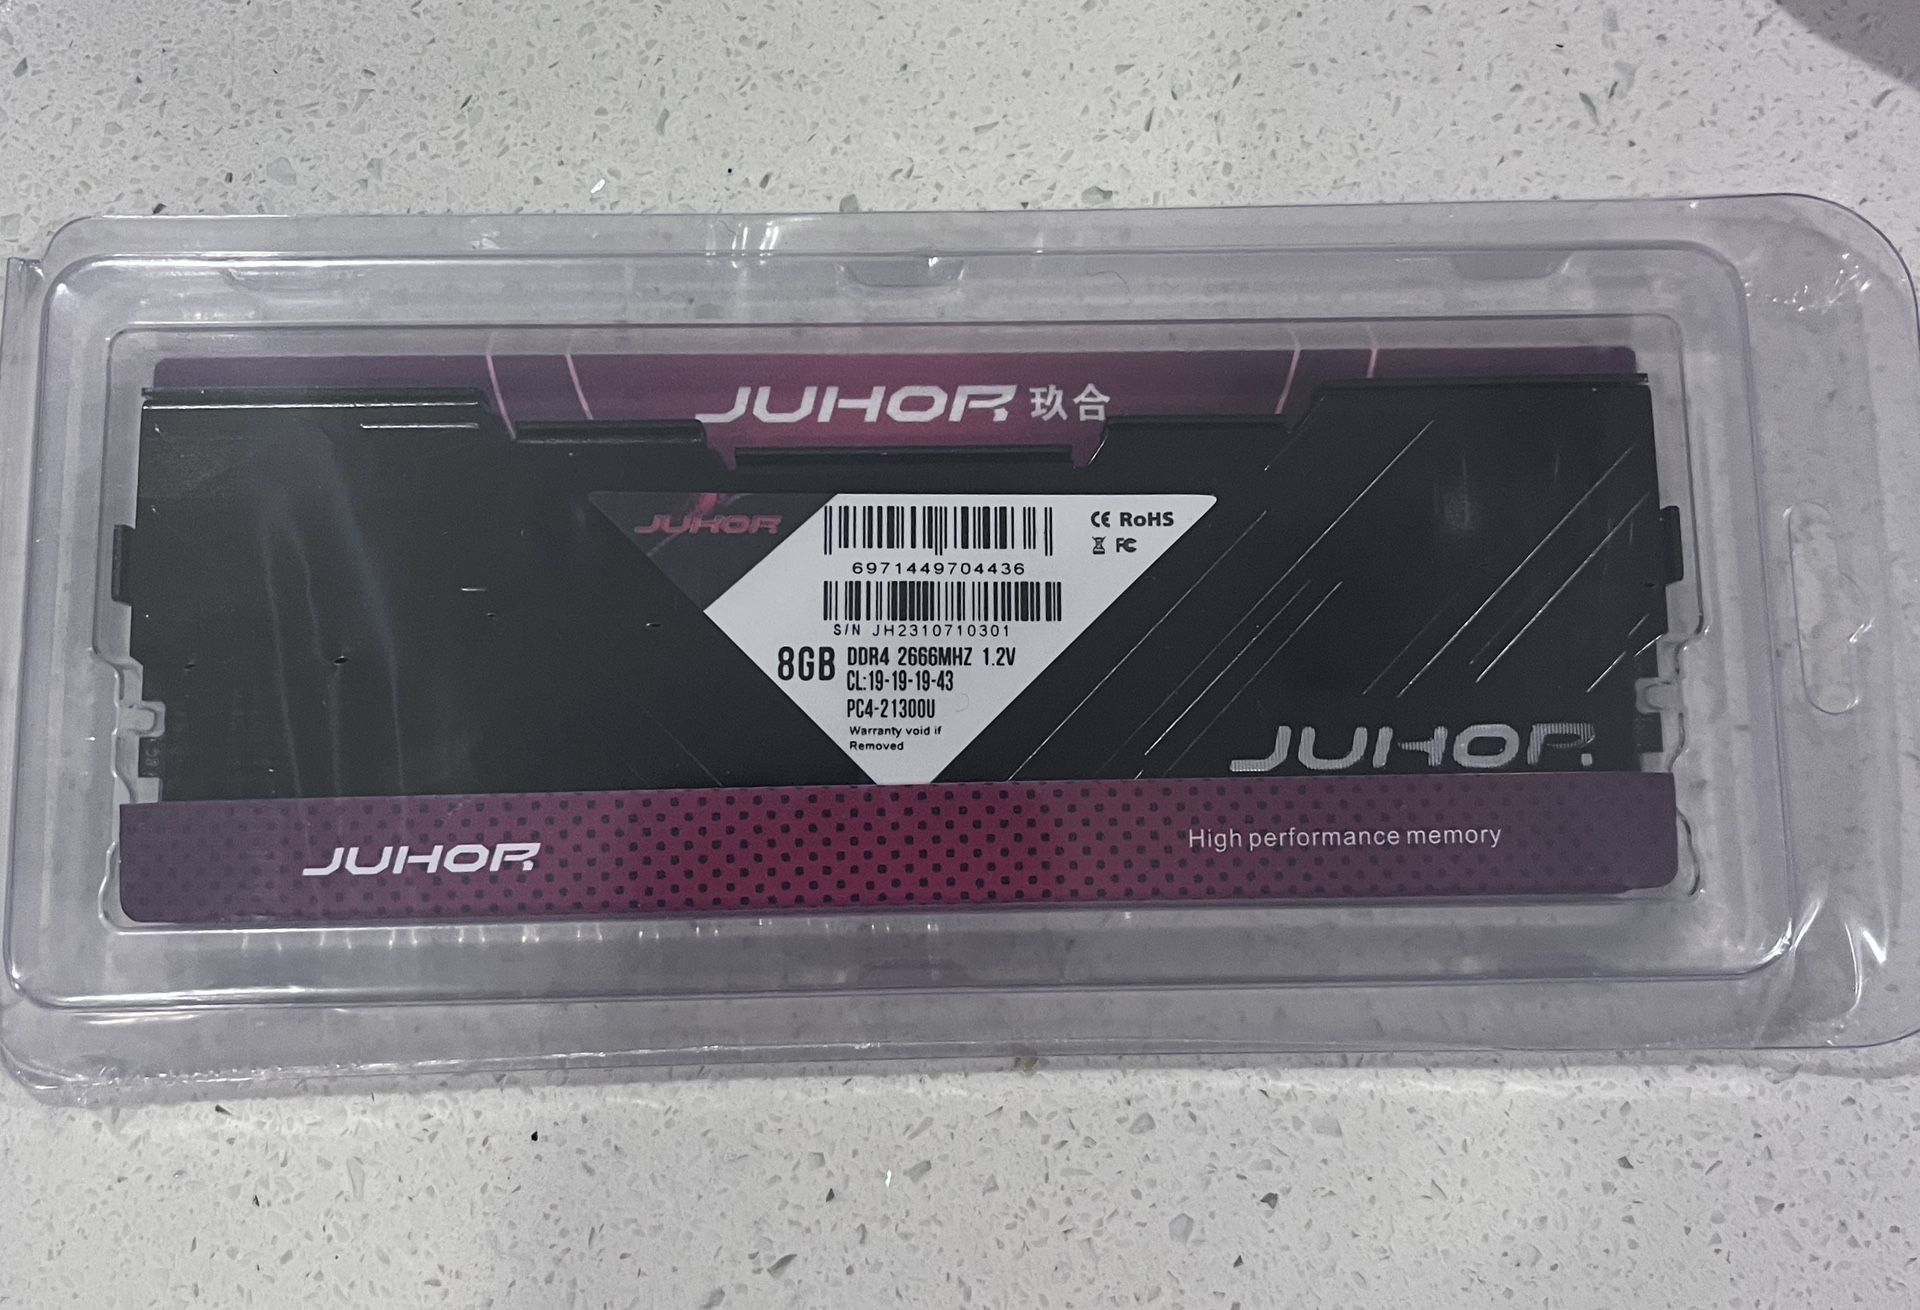 JUHOR 玖合
JUHOR
CE RoHS
FC
6971449704436
S/N JH2310710301
8GB DDR4 2666MHZ 1.2V
CL:19-19-19-43
PC4-21300U
Warranty void if
Removed
JUHOR
JUHOR
High performance memory